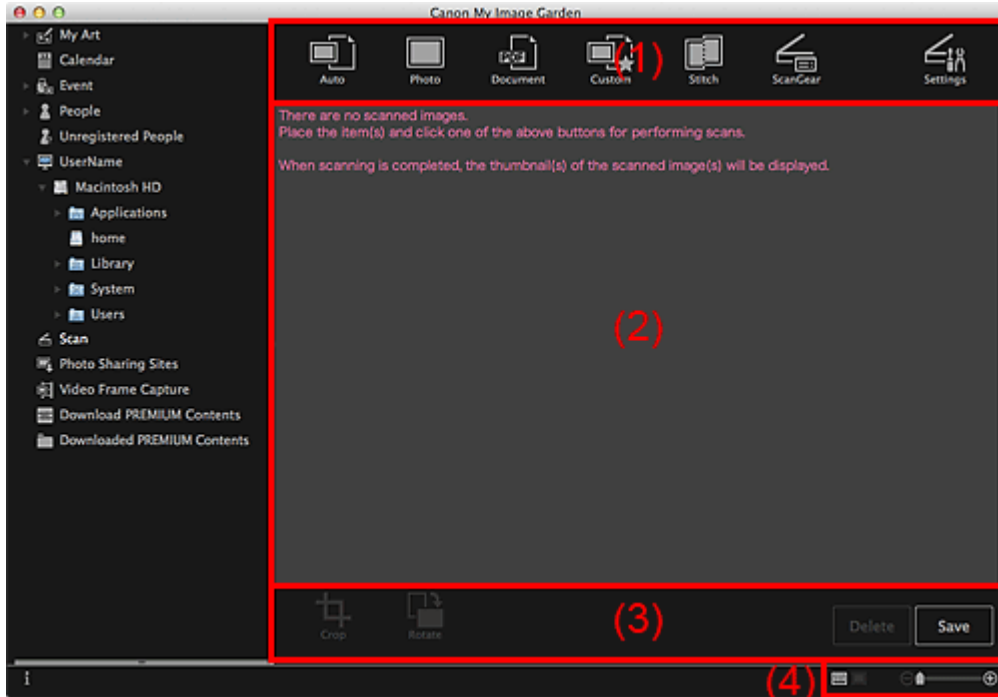 Canon My Image Garden
My Art
Calendar
Event
People
Unregistered People
UserName
Macintosh HD
Applications
home
Library
System
Users
Scan
Photo Sharing Sites
Video Frame Capture
Download PREMIUM Contents
Downloaded PREMIUM Contents
Auto Photo Document Custom Stitch ScanGear Settings
(1)
There are no scanned images.
Place the item(s) and click one of the above buttons for performing scans.
When scanning is completed, the thumbnail(s) of the scanned image(s) will be displayed.
(2)
Crop Rotate (3) Delete Save
i
(4)